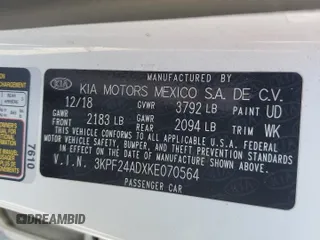 MANUFACTURED BY
KIA KIA MOTORS MEXICO S.A. DE C.V.
12/18 GVWR 3792 LB PAINT UD
GAWR FRONT 2183 LB GAWR REAR 2094 LB TRIM WK
THIS VEHICLE CONFORMS TO ALL APPLICABLE U.S. FEDERAL
MOTOR VEHICLE SAFETY, BUMPER, AND THEFT PREVENTION
STANDARDS IN EFFECT ON THE DATE OF MANUFACTURE SHOWN ABOVE.
V.I.N. 3KPF24ADXKE070564
PASSENGER CAR
7610